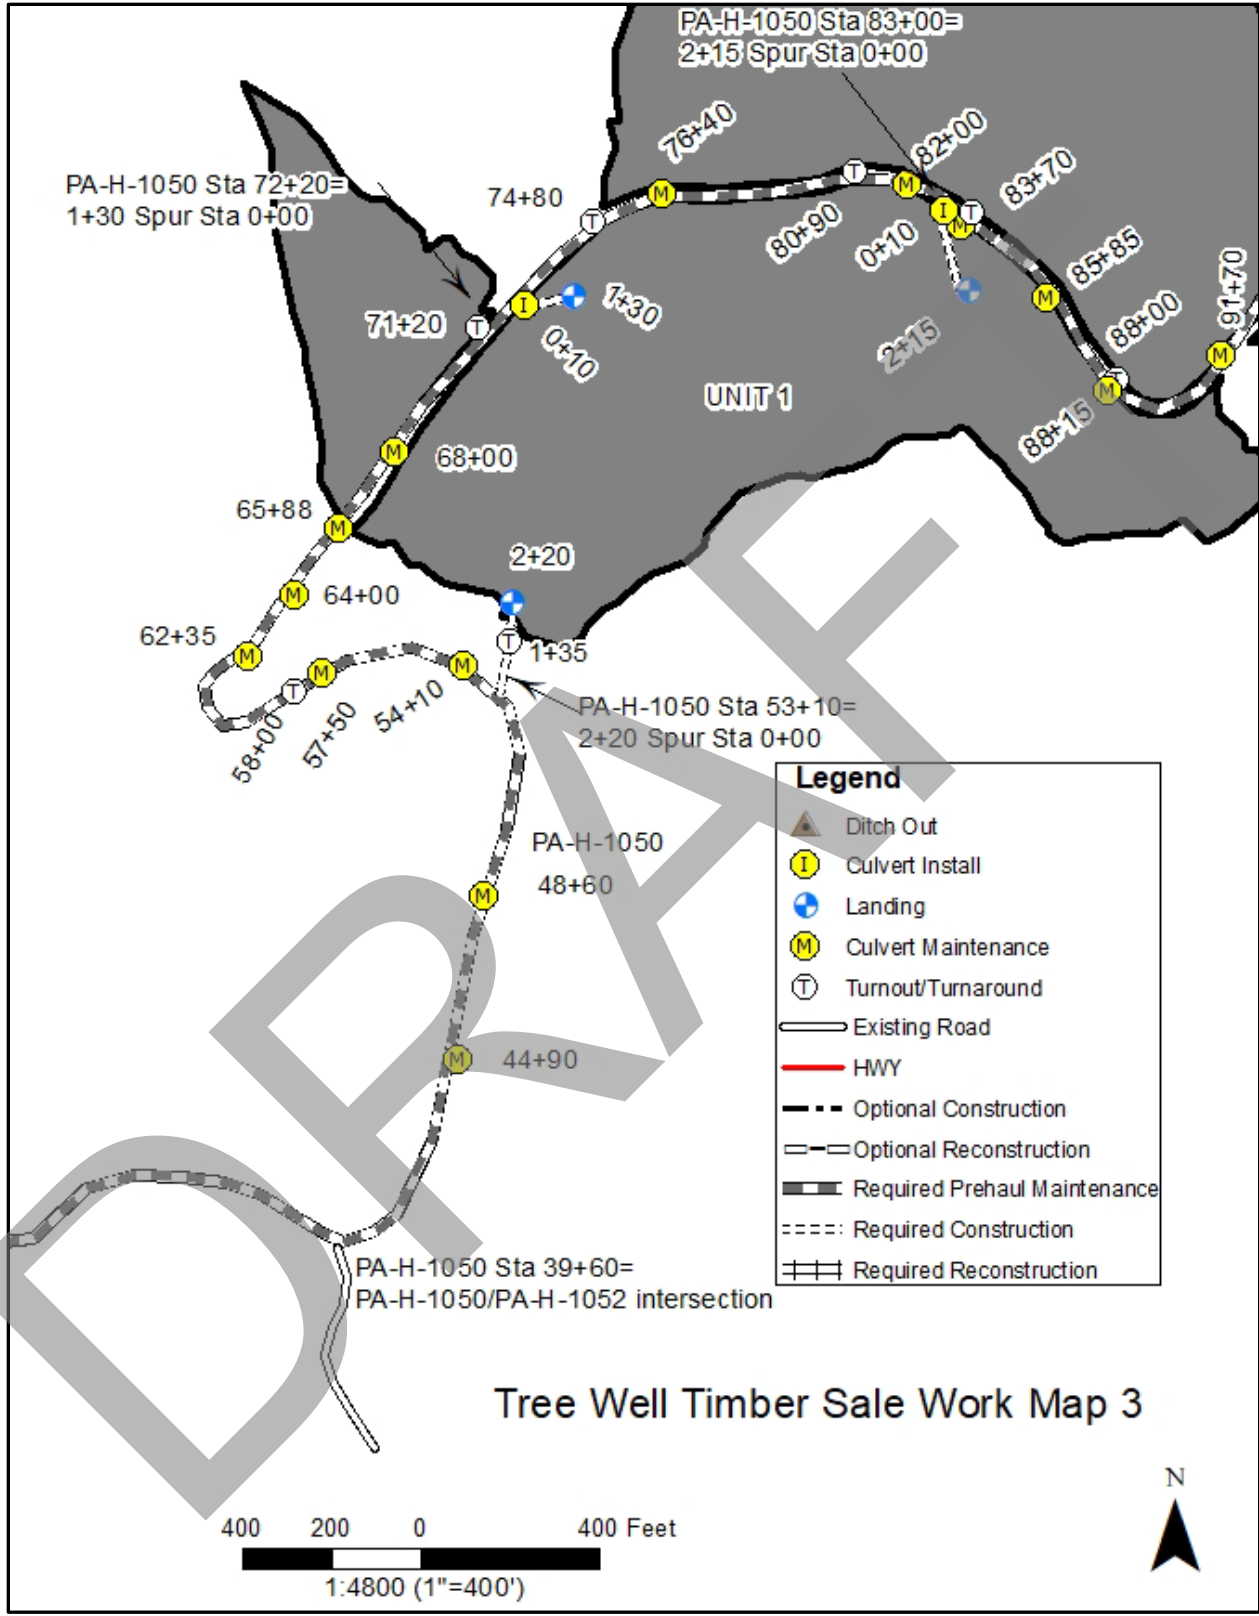 PA-H-1050 Sta 83+00=
2+15 Spur Sta 0+00
76+40
82+00
PA-H-1050 Sta 72+20=
1+30 Spur Sta 0+00
74+80
83+70
80+90
0+10
85+85
91+70
71+20
1+30
0+10
2+15
88+00
UNIT 1
88+15
68+00
65+88
2+20
64+00
62+35
1+35
54+10
57+50
58+00
PA-H-1050 Sta 53+10=
2+20 Spur Sta 0+00
PA-H-1050
48+60
44+90
PA-H-1050 Sta 39+60=
PA-H-1050/PA-H-1052 intersection
Legend
Ditch Out
I Culvert Install
Landing
M Culvert Maintenance
T Turnout/Turnaround
Existing Road
HWY
Optional Construction
Optional Reconstruction
Required Prehaul Maintenance
Required Construction
Required Reconstruction
DRAFT
Tree Well Timber Sale Work Map 3
N
400 200 0 400 Feet
1:4800 (1"=400')